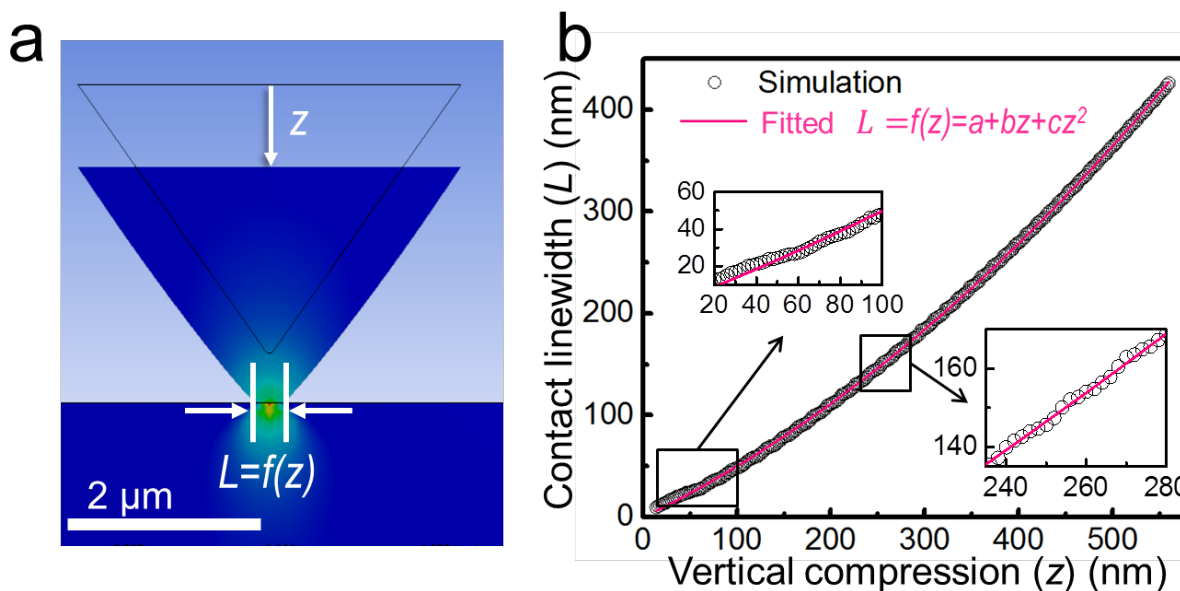 a
z
L=f(z)
2 μm
b
Contact linewidth (L) (nm)
Simulation
Fitted L =f(z)=a+bz+cz²
400
300
200
100
0
60
40
20
20 40 60 80 100
160
140
240 260 280
0 100 200 300 400 500
Vertical compression (z) (nm)